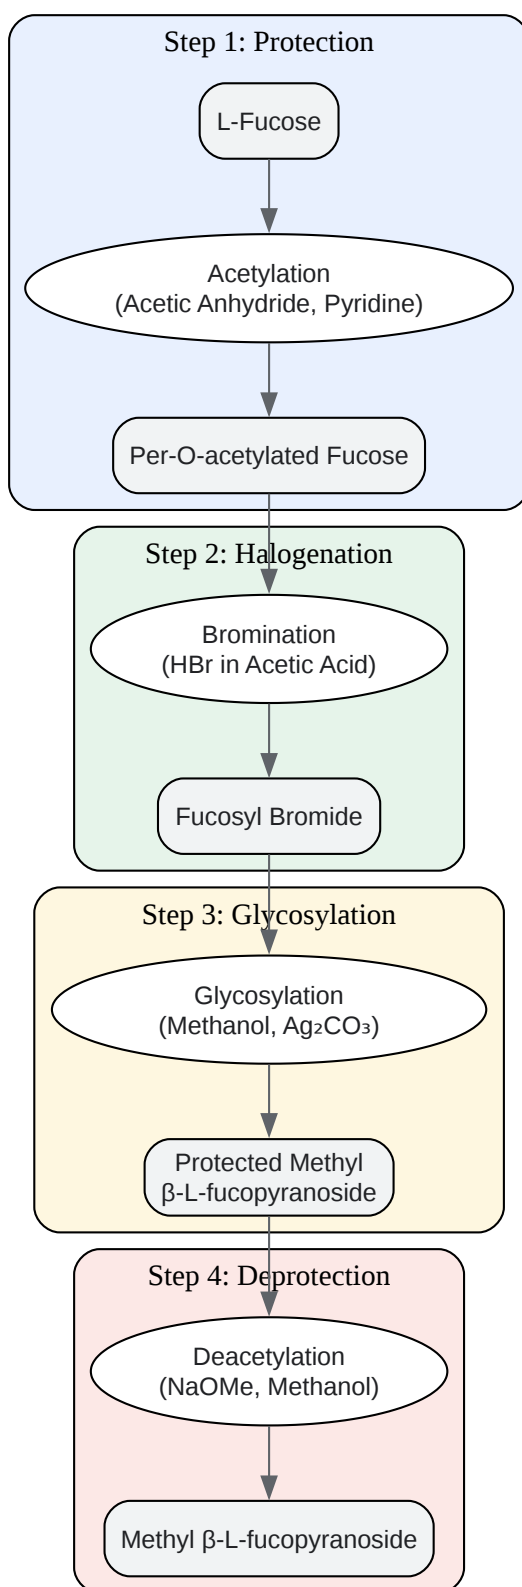 Step 1: Protection
L-Fucose
Acetylation
(Acetic Anhydride, Pyridine)
Per-O-acetylated Fucose
Step 2: Halogenation
Bromination
(HBr in Acetic Acid)
Fucosyl Bromide
Step 3: Glycosylation
Glycosylation
(Methanol, Ag₂CO₃)
Protected Methyl
β-L-fucopyranoside
Step 4: Deprotection
Deacetylation
(NaOMe, Methanol)
Methyl β-L-fucopyranoside